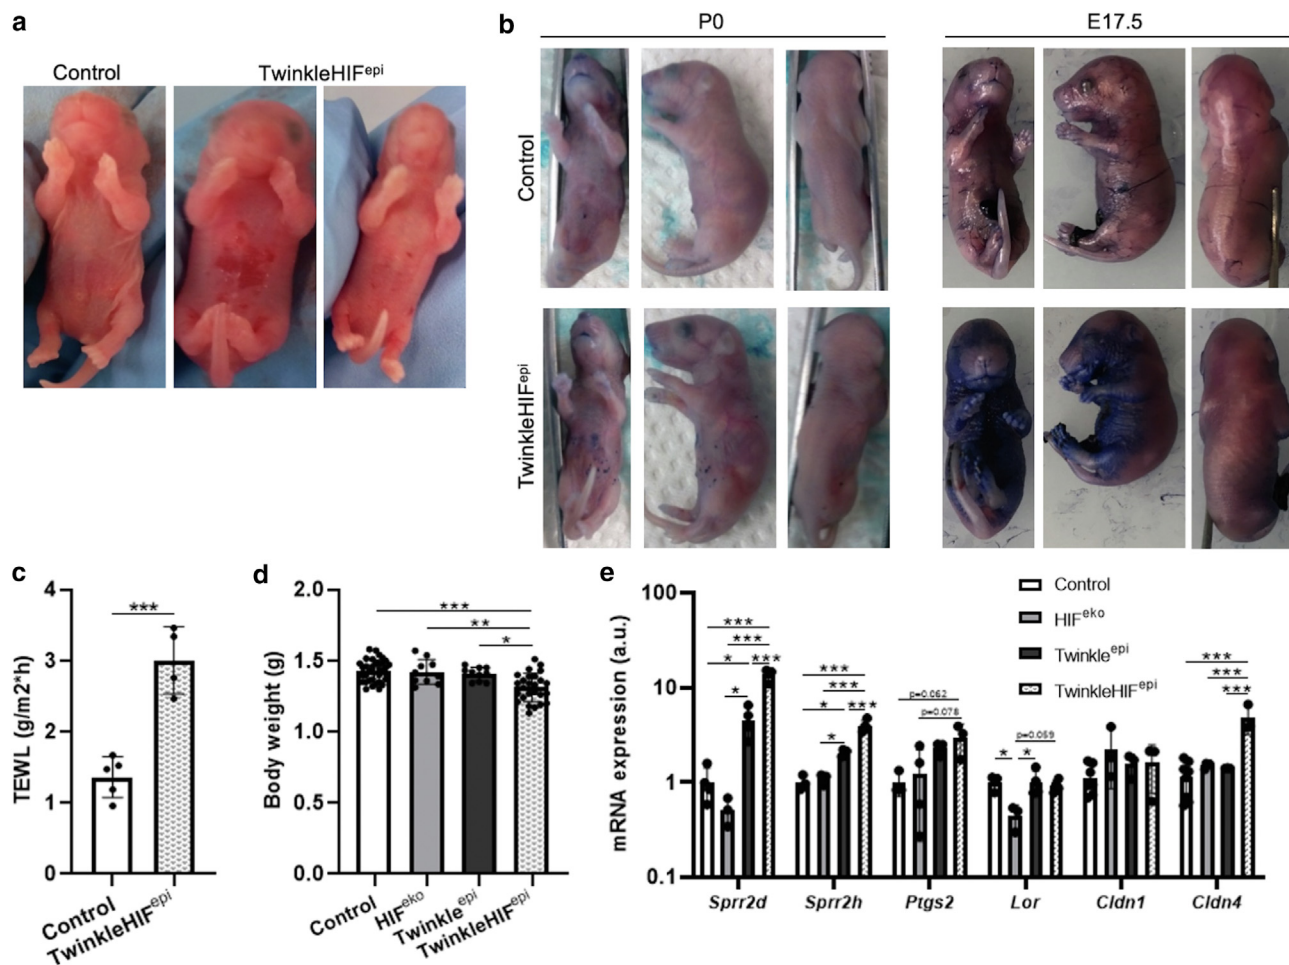 a
Control
TwinkleHIFepi
b
P0
E17.5
Control
TwinkleHIFepi
c
TEWL (g/m2*h)
4
3
2
1
0
***
Control
TwinkleHIFepi
d
Body weight (g)
2.0
1.5
1.0
0.5
0.0
***
**
*
Control
HIFeko
Twinkleepi
TwinkleHIFepi
e
mRNA expression (a.u.)
100
10
1
0.1
Control
HIFeko
Twinkleepi
TwinkleHIFepi
***
***
* ***
*
***
***
* ***
*
p=0.062
p=0.078
p=0.059
* *
***
***
***
Sprr2d Sprr2h Ptgs2 Lor Cldn1 Cldn4